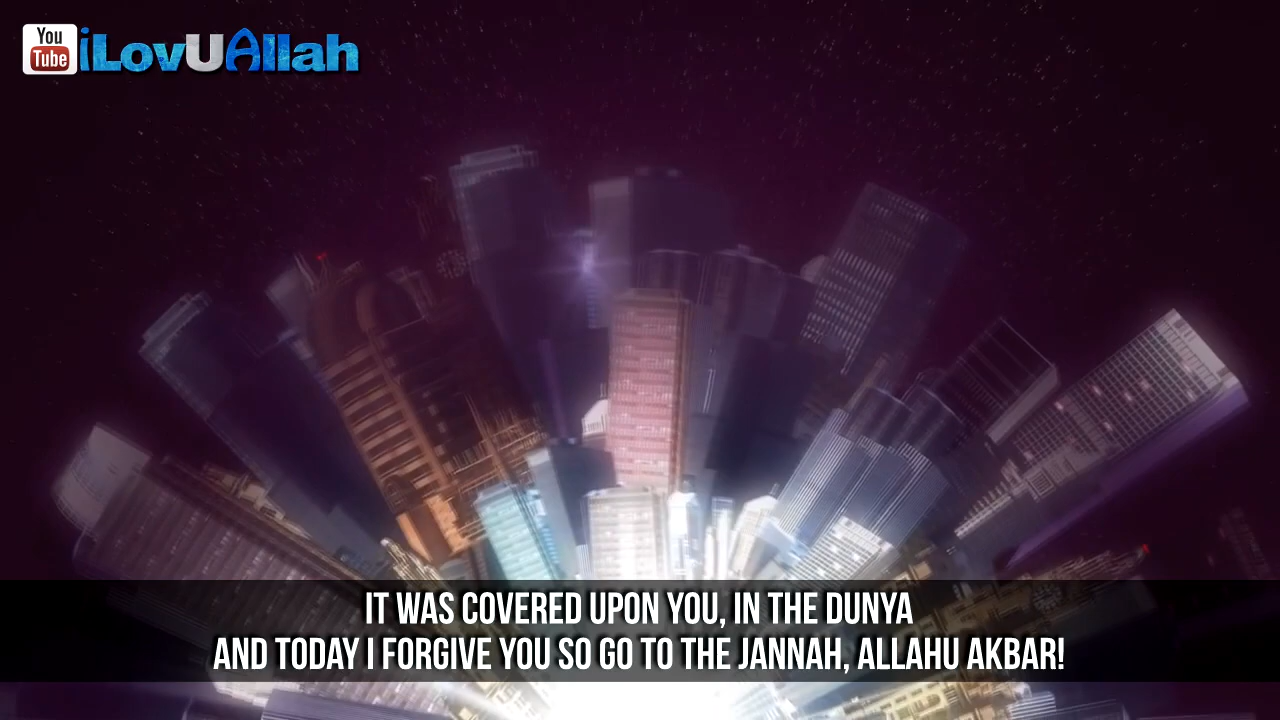 You
Tube
iLovUAllah
IT WAS COVERED UPON YOU, IN THE DUNYA
AND TODAY I FORGIVE YOU SO GO TO THE JANNAH, ALLAHU AKBAR!